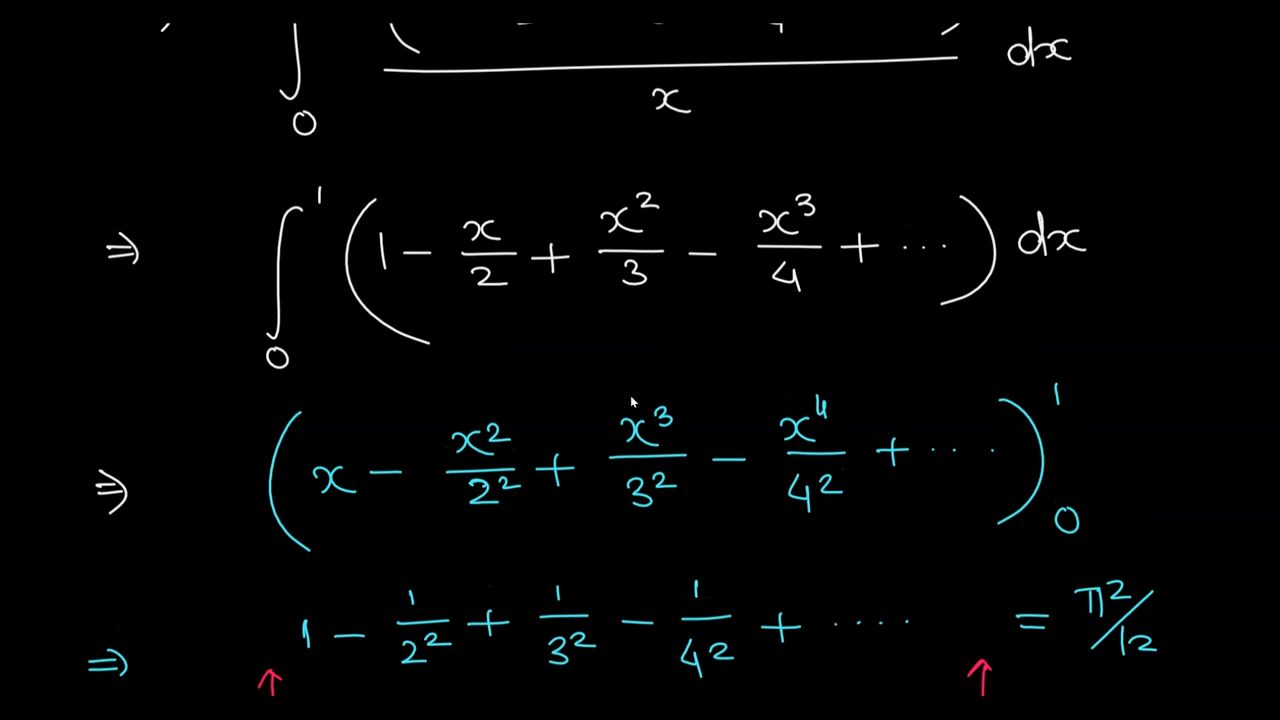 ∫₀ ( ) / x dx
⇒ ∫₀¹ (1 − x/2 + x²/3 − x³/4 + ⋯) dx
⇒ (x − x²/2² + x³/3² − x⁴/4² + ⋯)₀¹
⇒ 1 − 1/2² + 1/3² − 1/4² + ⋯⋅ = π²/12
↑ ↑